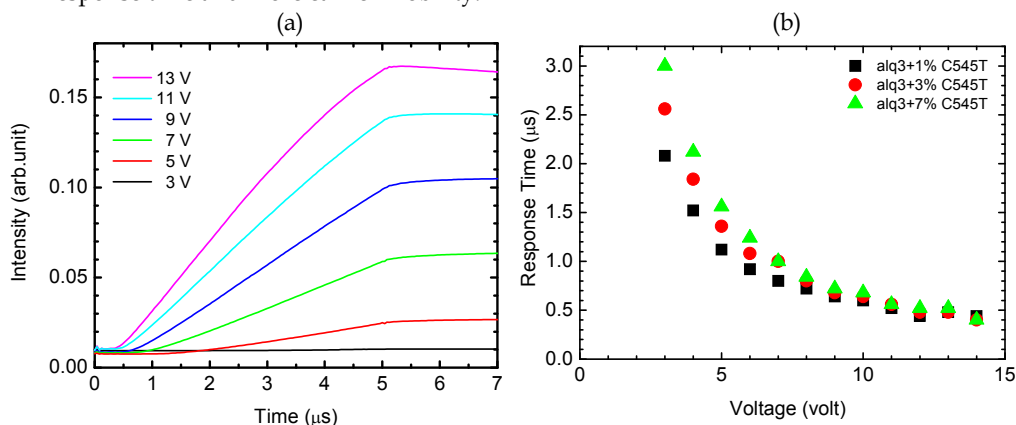 (a)
(b)
13 V
11 V
9 V
7 V
5 V
3 V
0.15
0.10
0.05
0.00
Intensity (arb.unit)
0 1 2 3 4 5 6 7
Time (μs)
alq3+1% C545T
alq3+3% C545T
alq3+7% C545T
3.0
2.5
2.0
1.5
1.0
0.5
0.0
Response Time (μs)
0 5 10 15
Voltage (volt)